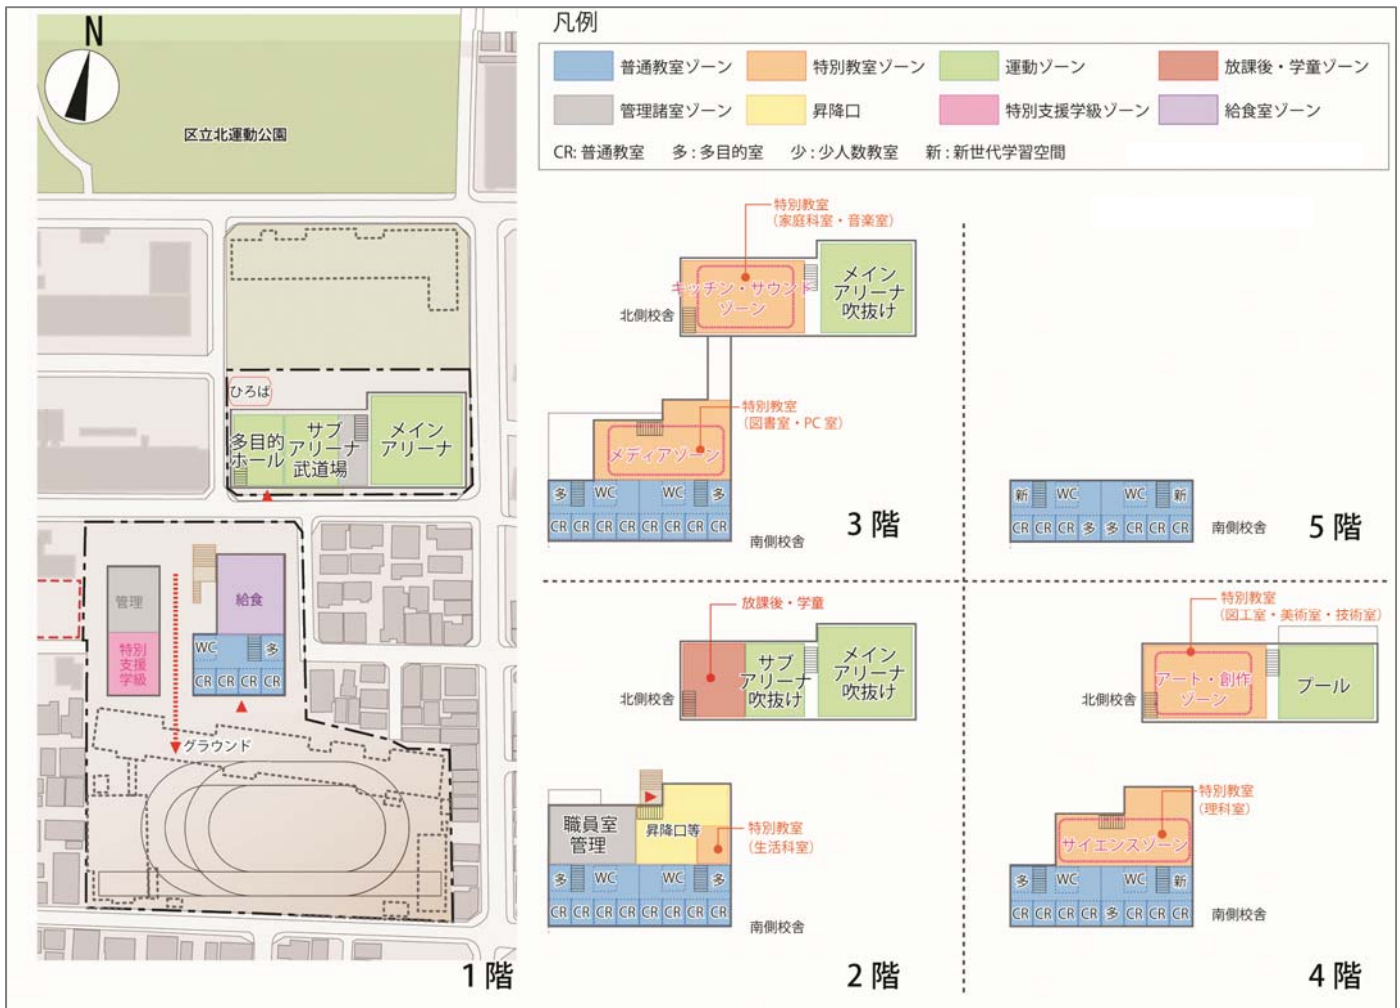 N
区立北運動公園
ひろば
多目的
ホール
サブ
アリーナ
武道場
メイン
アリーナ
管理
特別
支援
学級
給食
WC
多
CR CR CR CR
グラウンド
1 階
凡例
普通教室ゾーン
特別教室ゾーン
運動ゾーン
放課後・学童ゾーン
管理諸室ゾーン
昇降口
特別支援学級ゾーン
給食室ゾーン
CR: 普通教室 多 : 多目的室 少 : 少人数教室 新 : 新世代学習空間
特別教室
（家庭科室・音楽室）
キッチン・サウンド
ゾーン
メイン
アリーナ
吹抜け
北側校舎
特別教室
（図書室・PC 室）
メディアゾーン
多 WC WC 多
CR CR CR CR CR CR CR CR
南側校舎
3 階
新 WC WC 新
CR CR CR 多 多 CR CR CR
南側校舎
5 階
放課後・学童
サブ
アリーナ
吹抜け
メイン
アリーナ
吹抜け
北側校舎
職員室
管理
昇降口等
特別教室
（生活科室）
多 WC WC 多
CR CR CR CR CR CR CR CR
南側校舎
2 階
特別教室
（図工室・美術室・技術室）
アート・創作
ゾーン
プール
北側校舎
特別教室
（理科室）
サイエンスゾーン
多 WC WC 新
CR CR CR CR 多 CR CR CR
南側校舎
4 階